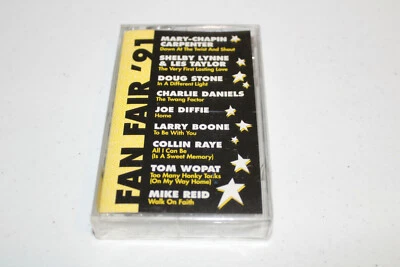 FAN FAIR '91
MARY-CHAPIN
CARPENTER
Down At The Twist And Shout
SHELBY LYNNE
& LES TAYLOR
The Very First Lasting Love
DOUG STONE
In A Different Light
CHARLIE DANIELS
The Twang Factor
JOE DIFFIE
Home
LARRY BOONE
To Be With You
COLLIN RAYE
All I Can Be
(Is A Sweet Memory)
TOM WOPAT
Too Many Honky Tonks
(On My Way Home)
MIKE REID
Walk On Faith